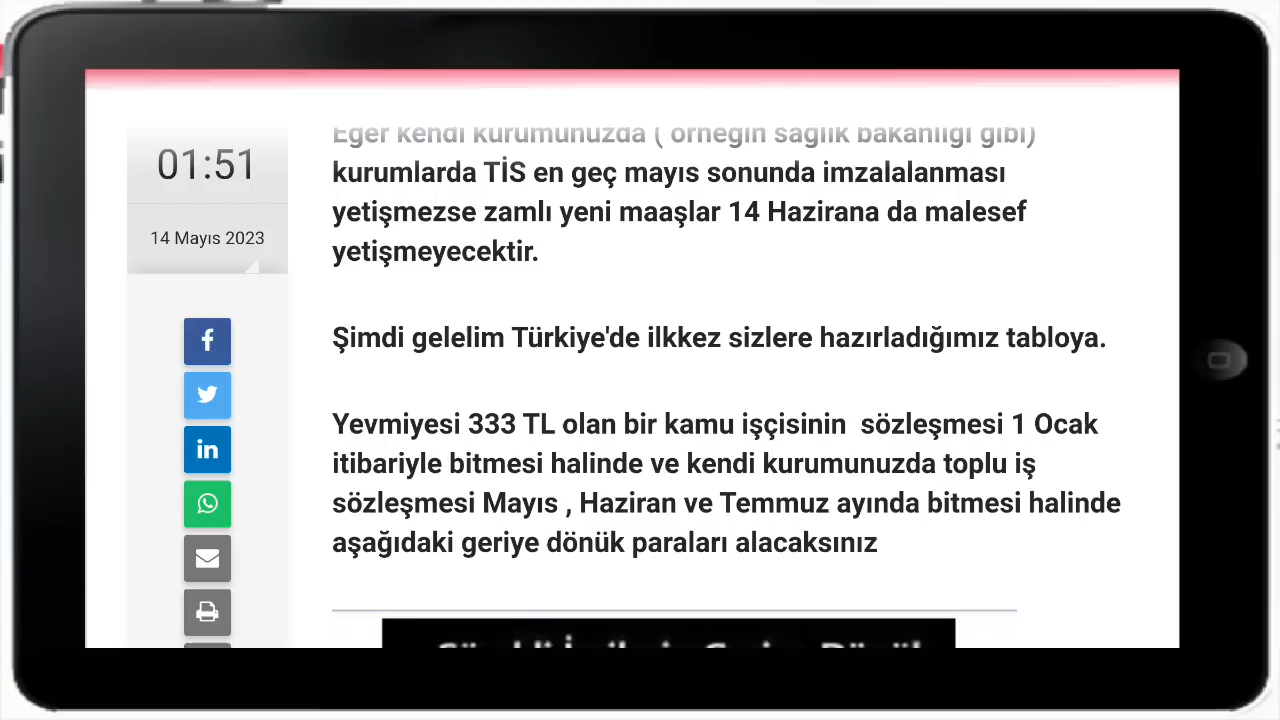 01:51
14 Mayıs 2023
Eğer kendi kurumunuzda ( örneğin sağlık bakanlığı gibi)
kurumlarda TİS en geç mayıs sonunda imzalalanması
yetişmezse zamlı yeni maaşlar 14 Hazirana da malesef
yetişmeyecektir.
Şimdi gelelim Türkiye'de ilkkez sizlere hazırladığımız tabloya.
Yevmiyesi 333 TL olan bir kamu işçisinin sözleşmesi 1 Ocak
itibariyle bitmesi halinde ve kendi kurumunuzda toplu iş
sözleşmesi Mayıs , Haziran ve Temmuz ayında bitmesi halinde
aşağıdaki geriye dönük paraları alacaksınız